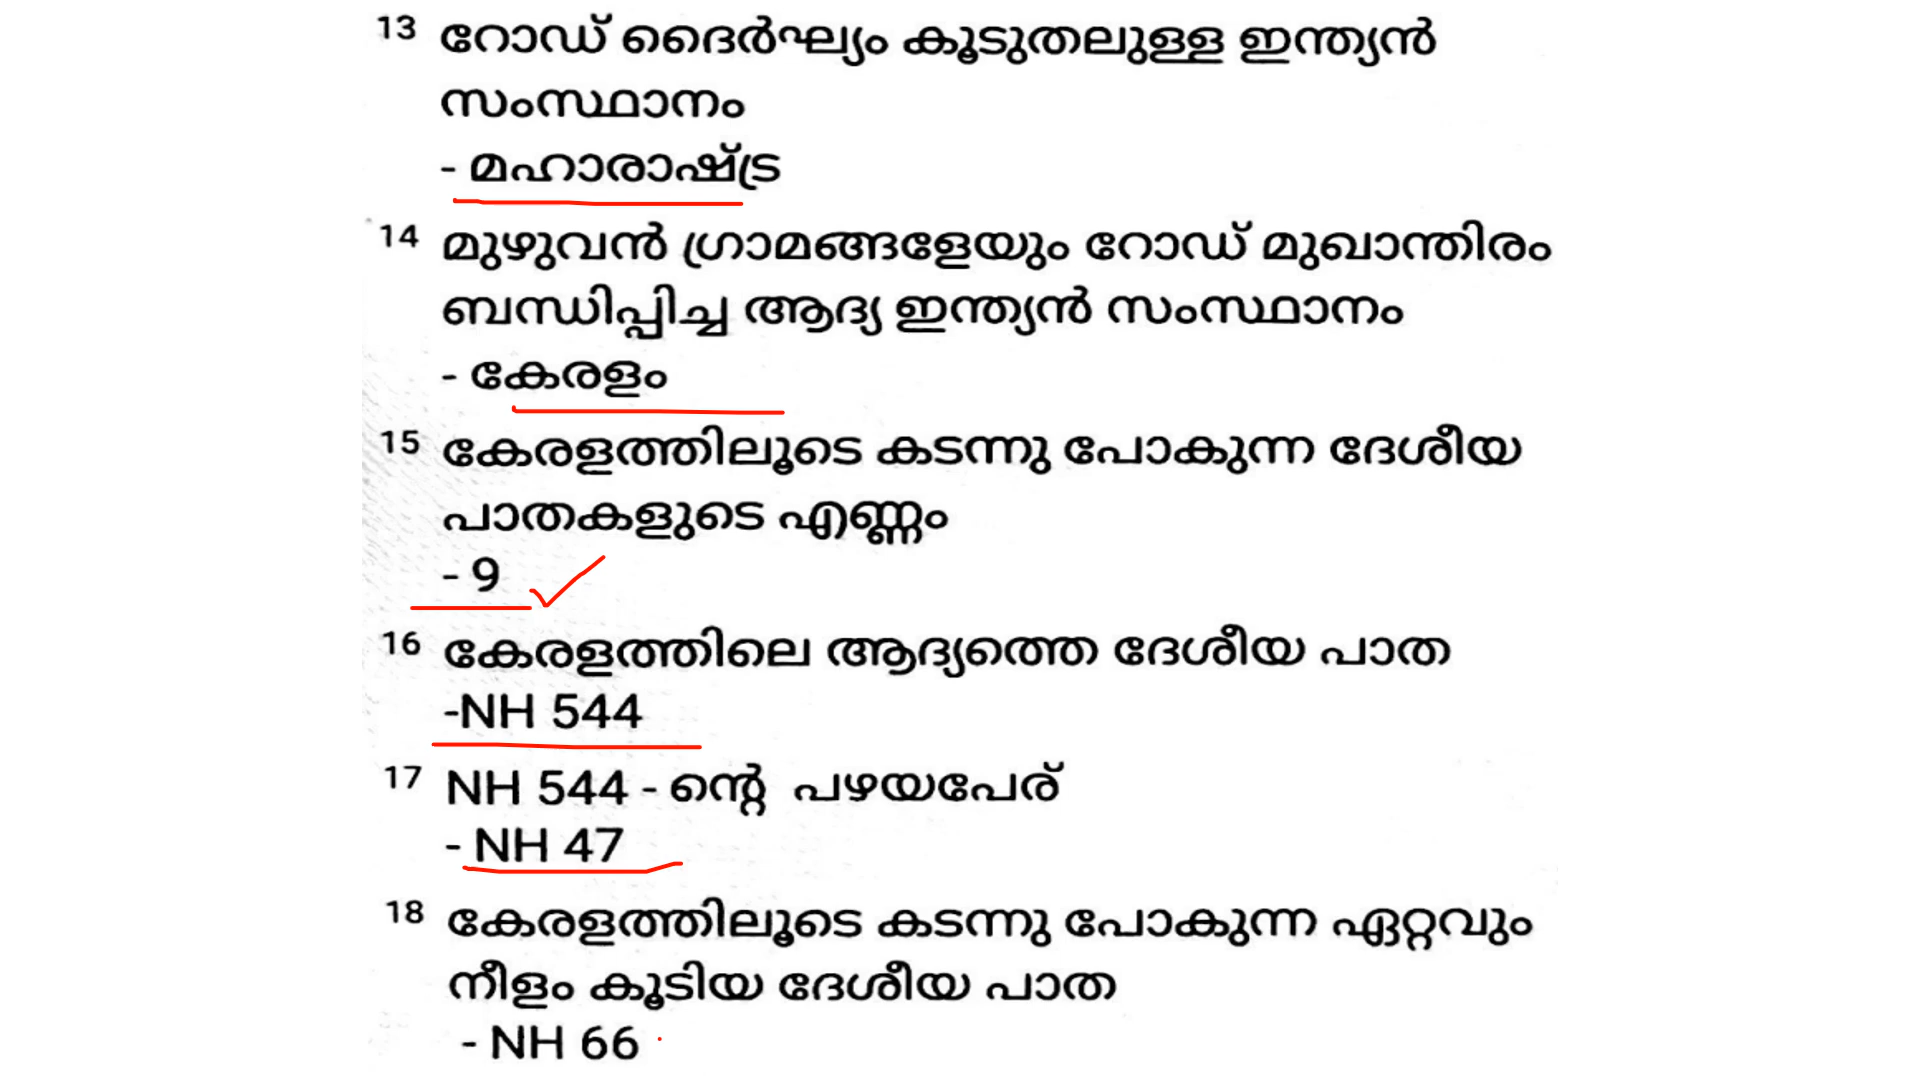 13 റോഡ് ദൈർഘ്യം കൂടുതലുള്ള ഇന്ത്യൻ
സംസ്ഥാനം
- മഹാരാഷ്ട്ര
14 മുഴുവൻ ഗ്രാമങ്ങളേയും റോഡ് മുഖാന്തിരം
ബന്ധിപ്പിച്ച ആദ്യ ഇന്ത്യൻ സംസ്ഥാനം
- കേരളം
15 കേരളത്തിലൂടെ കടന്നു പോകുന്ന ദേശീയ
പാതകളുടെ എണ്ണം
- 9
16 കേരളത്തിലെ ആദ്യത്തെ ദേശീയ പാത
-NH 544
17 NH 544 - ന്റെ പഴയപേര്
- NH 47
18 കേരളത്തിലൂടെ കടന്നു പോകുന്ന ഏറ്റവും
നീളം കൂടിയ ദേശീയ പാത
- NH 66